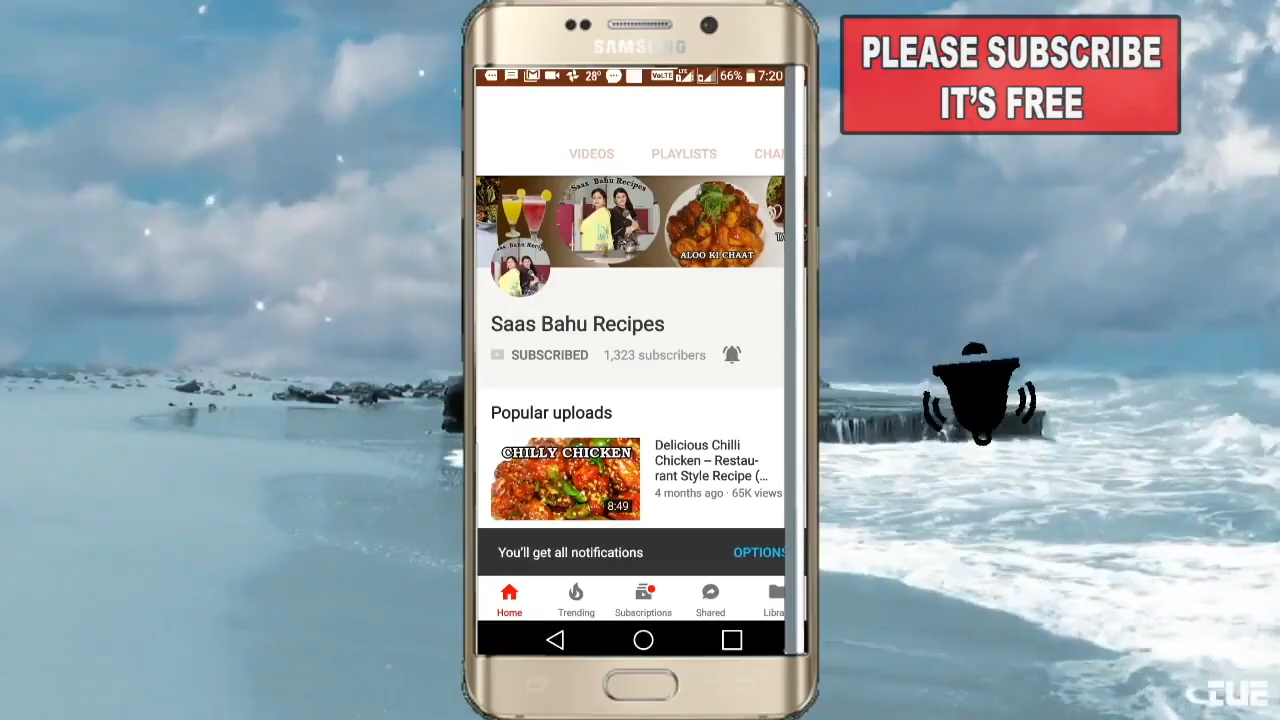 SAMSUNG
PLEASE SUBSCRIBE
IT'S FREE
28°
VoLTE
LTE
66%
7:20
VIDEOS
PLAYLISTS
Saas Bahu Recipes
ALOO KI CHAAT
Saas Bahu Recipes
SUBSCRIBED
1,323 subscribers
Popular uploads
CHILLY CHICKEN
8:49
Delicious Chilli
Chicken – Restau-
rant Style Recipe (...
4 months ago · 65K views
You'll get all notifications
OPTIONS
Home
Trending
Subscriptions
Shared